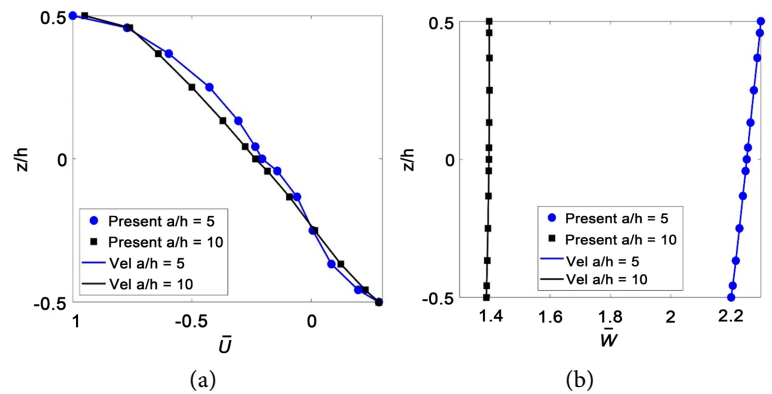 0.5
z/h
0
-0.5
Present a/h = 5
Present a/h = 10
Vel a/h = 5
Vel a/h = 10
1
-0.5
0
Ū
(a)
0.5
z/h
0
-0.5
Present a/h = 5
Present a/h = 10
Vel a/h = 5
Vel a/h = 10
1.4
1.6
1.8
2
2.2
W̄
(b)